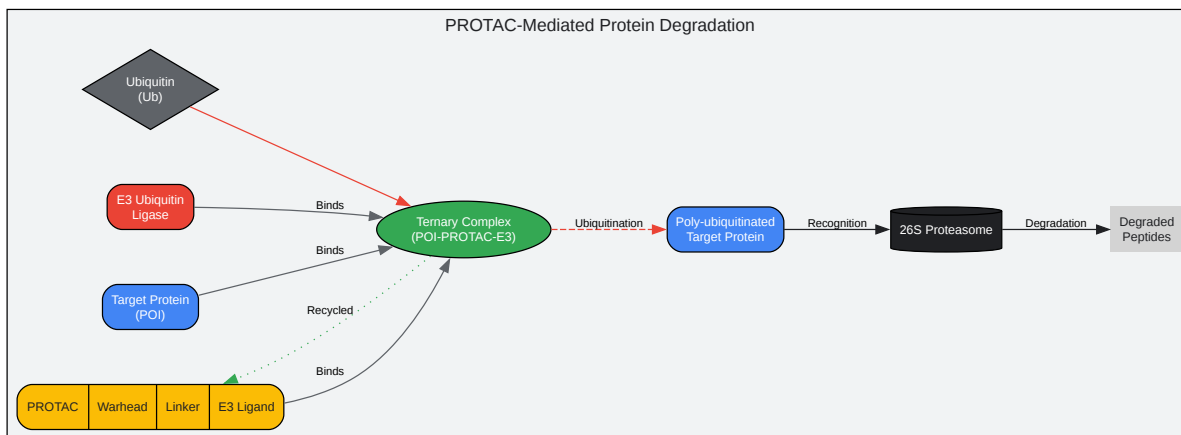 PROTAC-Mediated Protein Degradation
Ubiquitin
(Ub)
E3 Ubiquitin
Ligase
Binds
Target Protein
(POI)
Binds
Ternary Complex
(POI-PROTAC-E3)
Ubiquitination
Poly-ubiquitinated
Target Protein
Recognition
26S Proteasome
Degradation
Degraded
Peptides
Recycled
Binds
PROTAC
Warhead
Linker
E3 Ligand